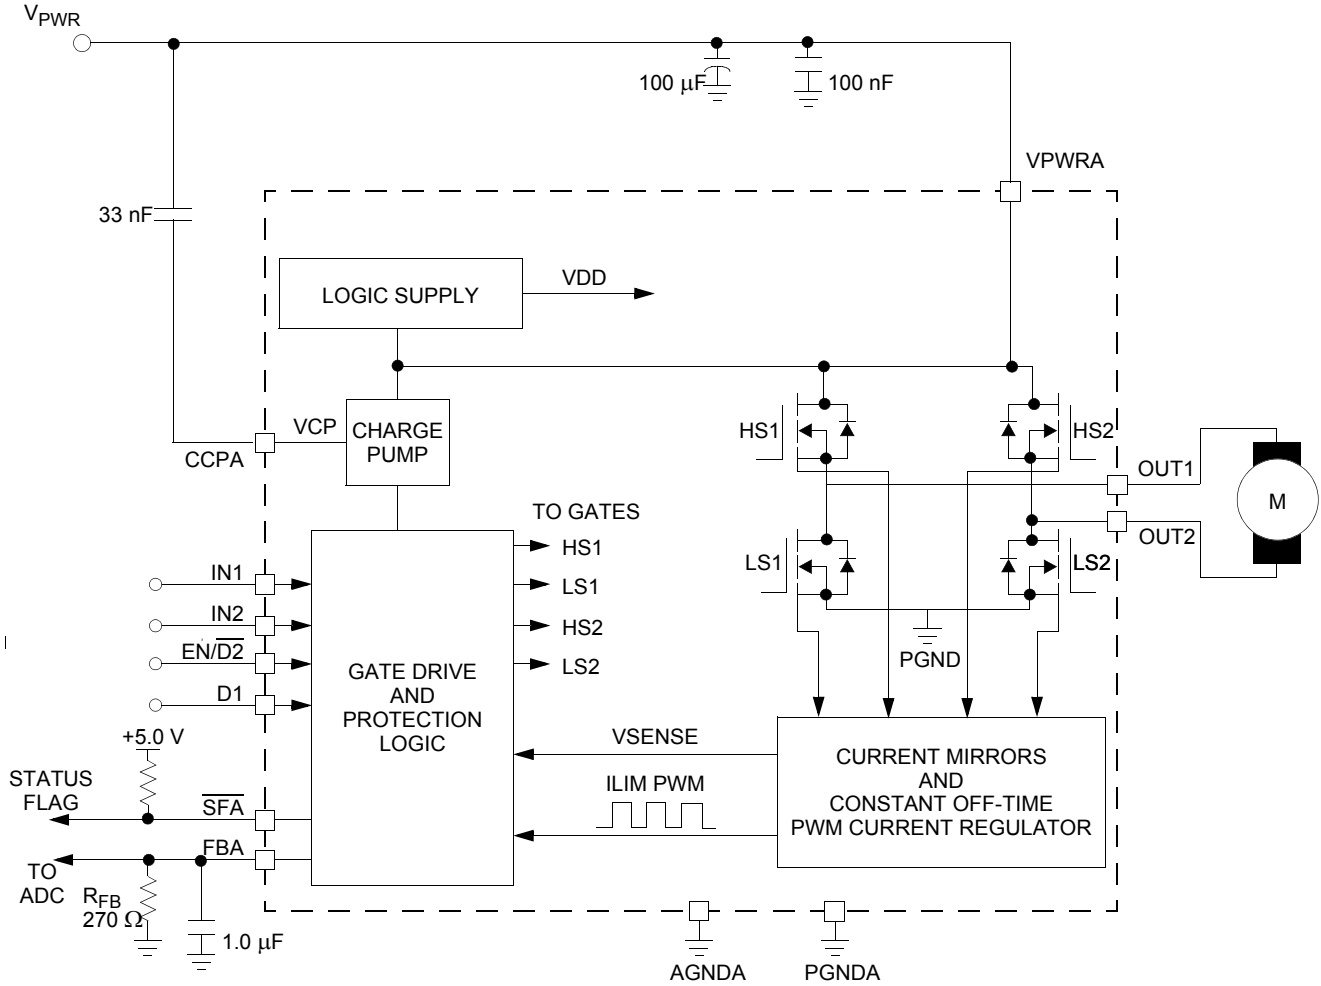 VPWR
100 µF
100 nF
VPWRA
33 nF
LOGIC SUPPLY
VDD
VCP
CHARGE
PUMP
CCPA
HS1
HS2
OUT1
M
OUT2
TO GATES
HS1
LS1
HS2
LS2
LS1
LS2
PGND
IN1
IN2
EN/D2
D1
GATE DRIVE
AND
PROTECTION
LOGIC
+5.0 V
STATUS
FLAG
SFA
FBA
TO
ADC
RFB
270 Ω
1.0 µF
VSENSE
ILIM PWM
CURRENT MIRRORS
AND
CONSTANT OFF-TIME
PWM CURRENT REGULATOR
AGNDA
PGNDA